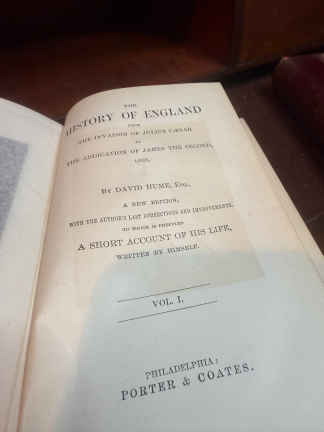 THE
HISTORY OF ENGLAND
FROM
THE INVASION OF JULIUS CÆSAR
TO
THE ABDICATION OF JAMES THE SECOND,
1688.
BY DAVID HUME, ESQ.
A NEW EDITION,
WITH THE AUTHOR'S LAST CORRECTIONS AND IMPROVEMENTS.
TO WHICH IS PREFIXED
A SHORT ACCOUNT OF HIS LIFE,
WRITTEN BY HIMSELF.
VOL. I.
PHILADELPHIA:
PORTER & COATES.